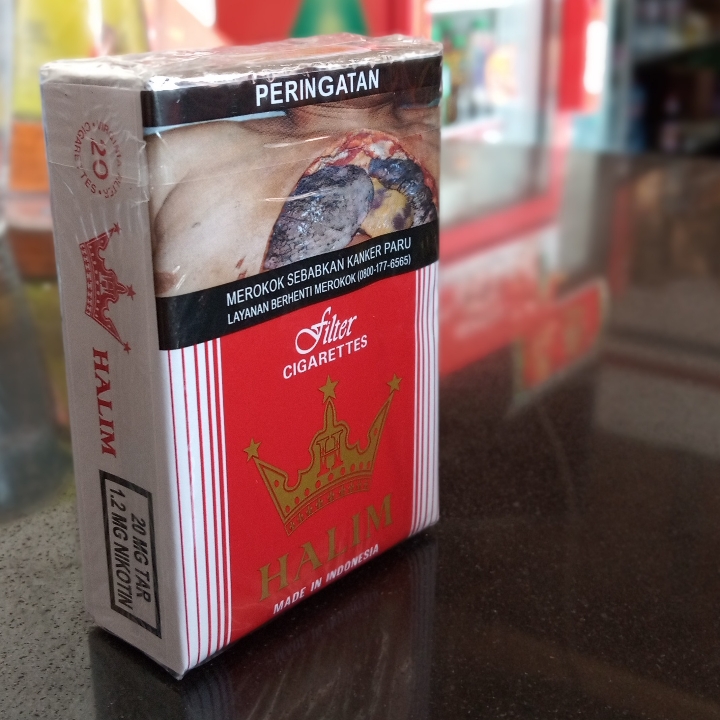 PERINGATAN
MEROKOK SEBABKAN KANKER PARU
LAYANAN BERHENTI MEROKOK (0800-177-6565)
Filter
CIGARETTES
H
HALIM
MADE IN INDONESIA
20
CIGARETTES
HALIM
20 MG TAR
1.2 MG NIKOTIN